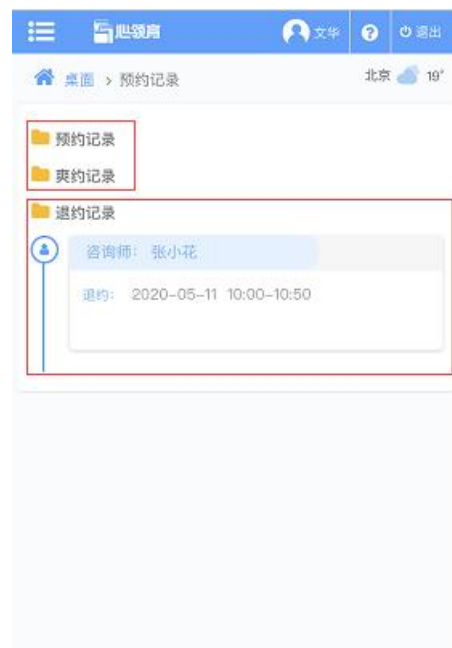 心领育 文华 ? 退出
桌面 > 预约记录 北京 19°
预约记录
爽约记录
退约记录
咨询师: 张小花
退约: 2020-05-11 10:00-10:50